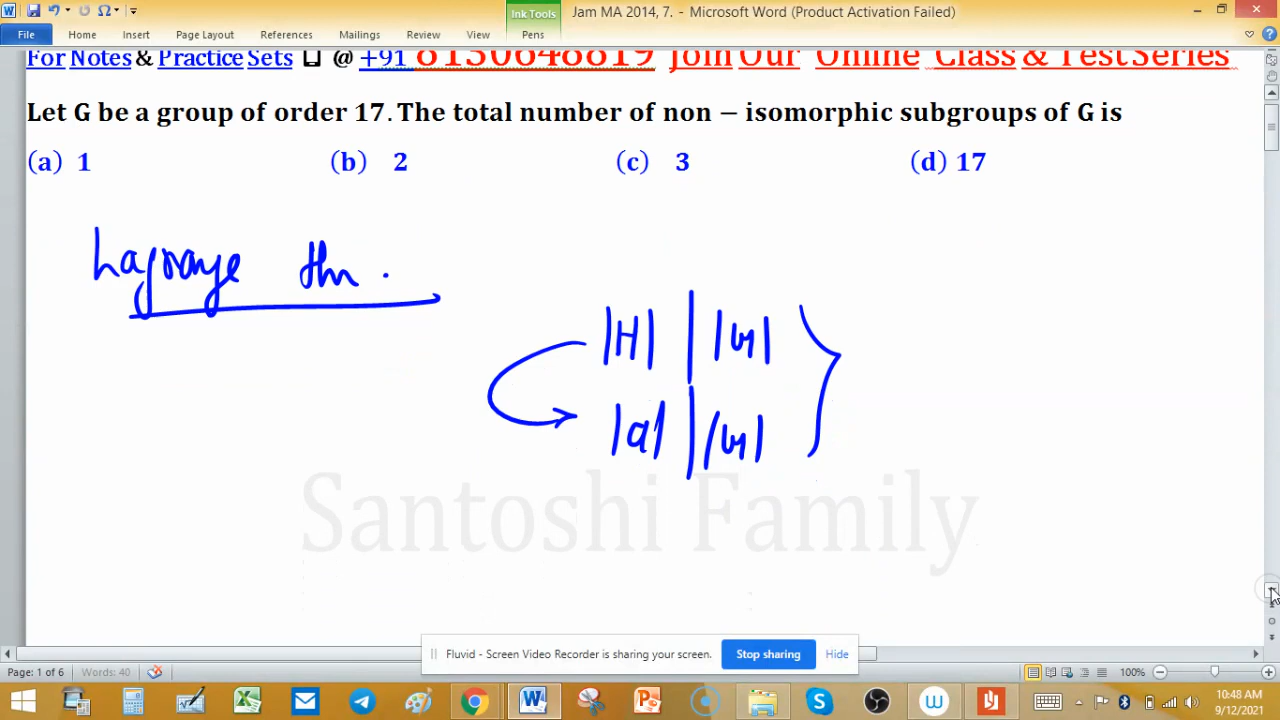 Ink Tools
Jam MA 2014, 7. - Microsoft Word (Product Activation Failed)
File Home Insert Page Layout References Mailings Review View Pens
For Notes & Practice Sets @ +91 8130648819 Join Our Online Class & Test Series
Let G be a group of order 17. The total number of non − isomorphic subgroups of G is
(a) 1 (b) 2 (c) 3 (d) 17
Lagrange thm.
|H| | |G|
|a| | |G|
Santoshi Family
Fluvid - Screen Video Recorder is sharing your screen. Stop sharing Hide
Page: 1 of 6 Words: 40 100%
10:48 AM
9/12/2021